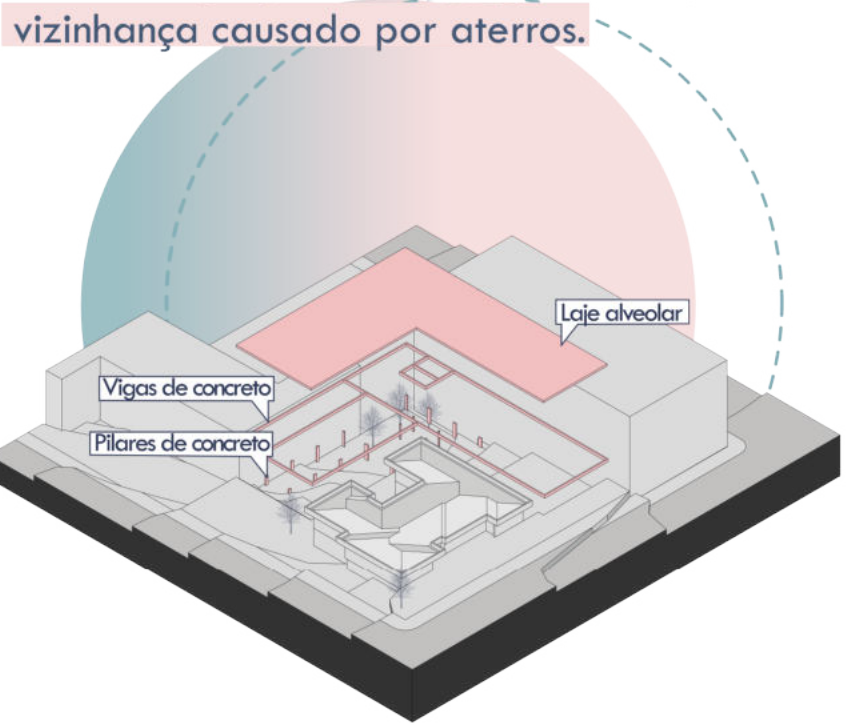 vizinhança causado por aterros.
Laje alveolar
Vigas de concreto
Pilares de concreto